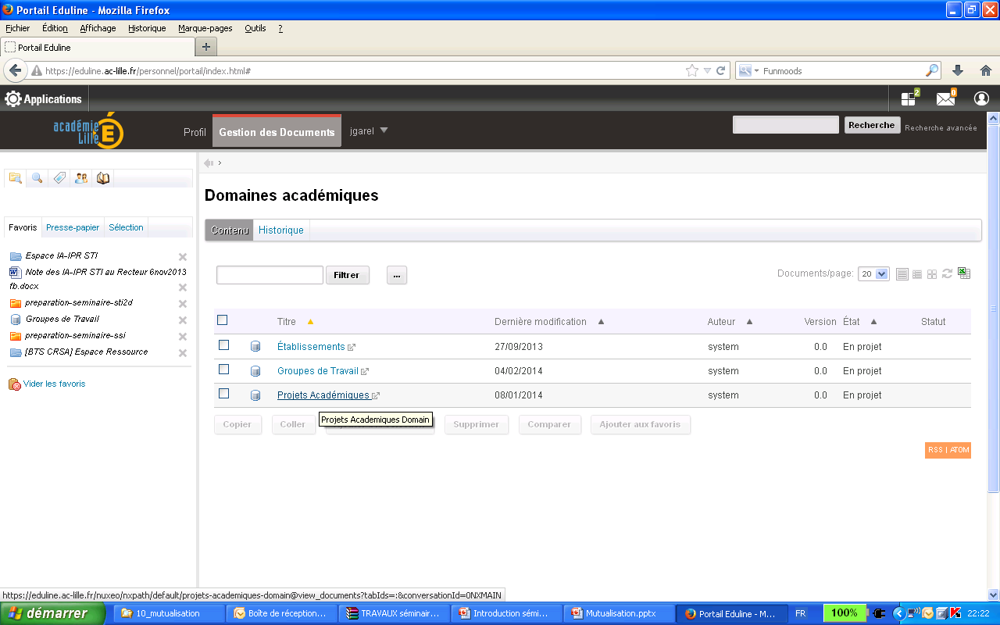 Portail Eduline - Mozilla Firefox
Fichier Édition Affichage Historique Marque-pages Outils ?
Portail Eduline
https://eduline.ac-lille.fr/personnel/portail/index.html#
Funmoods
Applications
2
0
académie Lille
Profil
Gestion des Documents
jgarel
Recherche
Recherche avancée
Domaines académiques
Favoris Presse-papier Sélection
Contenu Historique
Espace IA-IPR STI
Note des IA-IPR STI au Recteur 6nov2013
fb.docx
preparation-seminaire-sti2d
Groupes de Travail
preparation-seminaire-ssi
[BTS CRSA] Espace Ressource
Vider les favoris
Filtrer
...
Documents/page: 20
Titre Dernière modification Auteur Version État Statut
Établissements 27/09/2013 system 0.0 En projet
Groupes de Travail 04/02/2014 system 0.0 En projet
Projets Académiques 08/01/2014 system 0.0 En projet
Projets Academiques Domain
Copier Coller Supprimer Comparer Ajouter aux favoris
RSS | ATOM
https://eduline.ac-lille.fr/nuxeo/nxpath/default/projets-academiques-domain@view_documents?tabIds=:&conversationId=0NXMAIN
démarrer
10_mutualisation
Boîte de réception...
TRAVAUX séminair...
Introduction sémi...
Mutualisation.pptx
Portail Eduline - M...
FR
100%
22:22